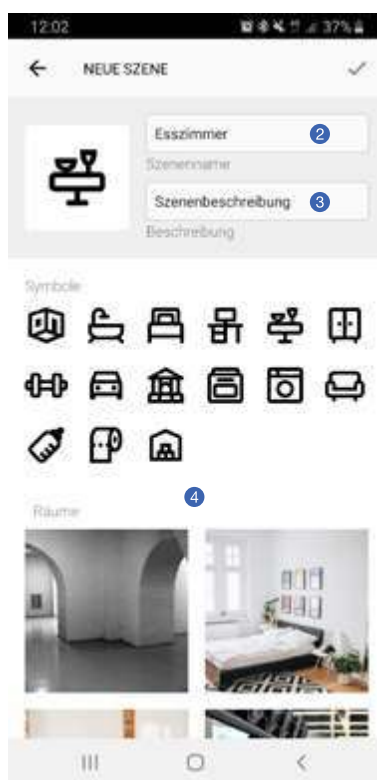 12:02 37%
NEUE SZENE
Esszimmer 2
Szenenname
Szenenbeschreibung 3
Beschreibung
Symbole
4
Räume